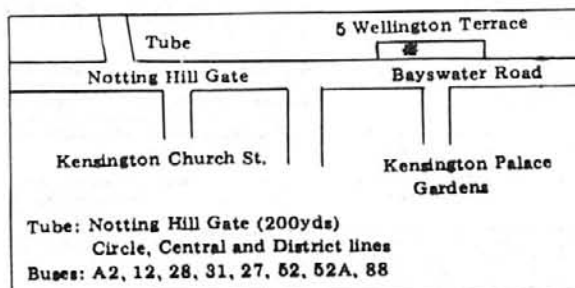 5 Wellington Terrace
Tube
Notting Hill Gate
Bayswater Road
Kensington Church St.
Kensington Palace
Gardens
Tube: Notting Hill Gate (200yds)
Circle, Central and District lines
Buses: A2, 12, 28, 31, 27, 52, 52A, 88